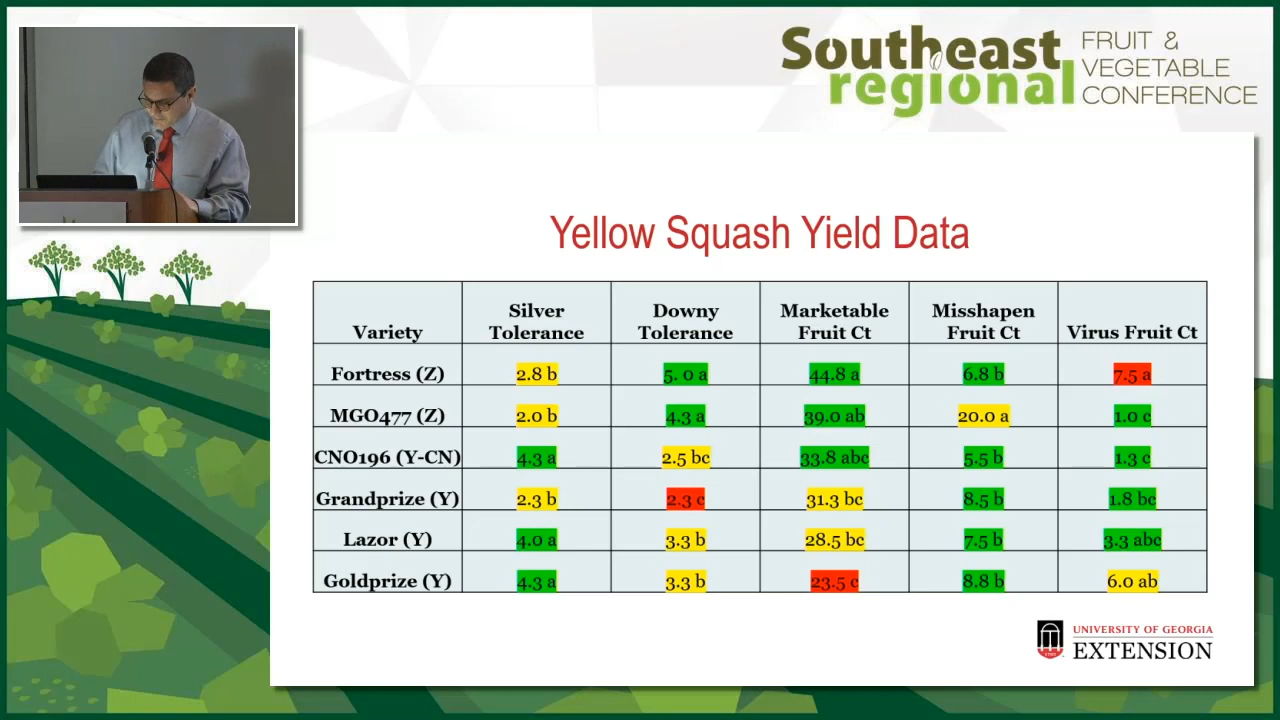 Southeast
regional
FRUIT &
VEGETABLE
CONFERENCE
Yellow Squash Yield Data
Variety Silver Tolerance Downy Tolerance Marketable Fruit Ct Misshapen Fruit Ct Virus Fruit Ct
Fortress (Z) 2.8 b 5. 0 a 44.8 a 6.8 b 7.5 a
MGO477 (Z) 2.0 b 4.3 a 39.0 ab 20.0 a 1.0 c
CNO196 (Y-CN) 4.3 a 2.5 bc 33.8 abc 5.5 b 1.3 c
Grandprize (Y) 2.3 b 2.3 c 31.3 bc 8.5 b 1.8 bc
Lazor (Y) 4.0 a 3.3 b 28.5 bc 7.5 b 3.3 abc
Goldprize (Y) 4.3 a 3.3 b 23.5 c 8.8 b 6.0 ab
UNIVERSITY OF GEORGIA
EXTENSION